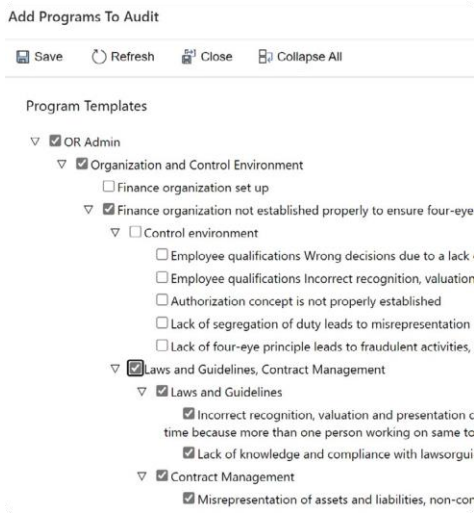 Add Programs To Audit
Save Refresh Close Collapse All
Program Templates
OR Admin
Organization and Control Environment
Finance organization set up
Finance organization not established properly to ensure four-eye
Control environment
Employee qualifications Wrong decisions due to a lack
Employee qualifications Incorrect recognition, valuation
Authorization concept is not properly established
Lack of segregation of duty leads to misrepresentation
Lack of four-eye principle leads to fraudulent activities,
Laws and Guidelines, Contract Management
Laws and Guidelines
Incorrect recognition, valuation and presentation
time because more than one person working on same to
Lack of knowledge and compliance with lawsorgui
Contract Management
Misrepresentation of assets and liabilities, non-con